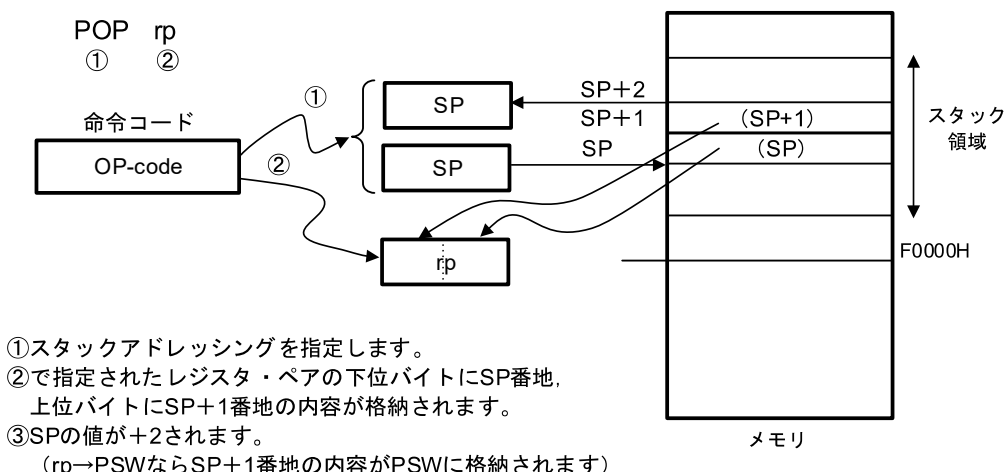 POP rp
① ②
命令コード
OP-code
①
②
SP
SP
rp
SP+2
SP+1
SP
(SP+1)
(SP)
スタック
領域
F0000H
メモリ
①スタックアドレッシングを指定します。
②で指定されたレジスタ・ペアの下位バイトにSP番地,
上位バイトにSP+1番地の内容が格納されます。
③SPの値が+2されます。
(rp→PSWならSP+1番地の内容がPSWに格納されます)